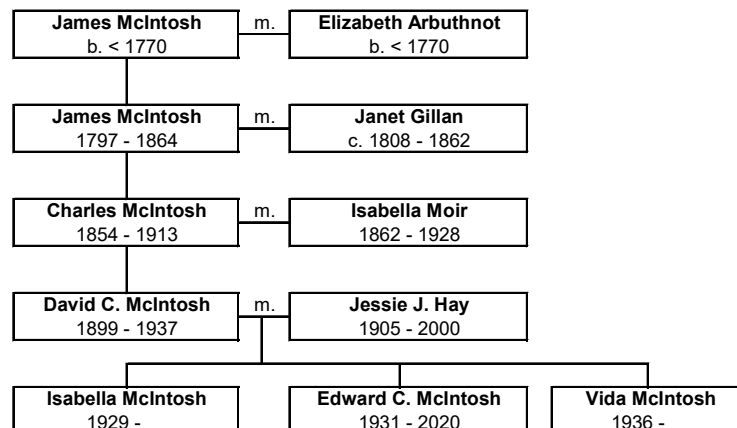 James McIntosh m. Elizabeth Arbuthnot
b. < 1770 b. < 1770
James McIntosh m. Janet Gillan
1797 - 1864 c. 1808 - 1862
Charles McIntosh m. Isabella Moir
1854 - 1913 1862 - 1928
David C. McIntosh m. Jessie J. Hay
1899 - 1937 1905 - 2000
Isabella McIntosh Edward C. McIntosh Vida McIntosh
1929 - 1931 - 2020 1936 -